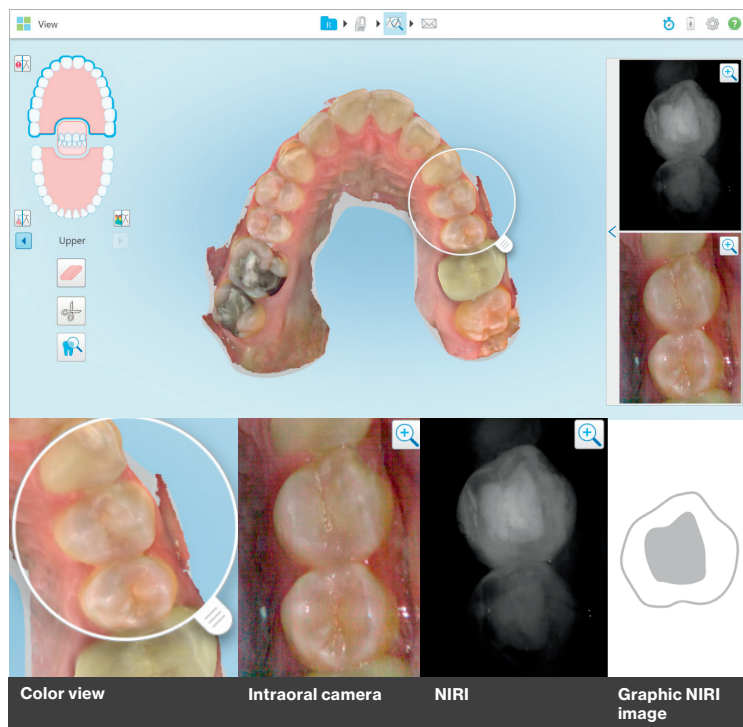 View
R
?
Upper
Color view
Intraoral camera
NIRI
Graphic NIRI
image